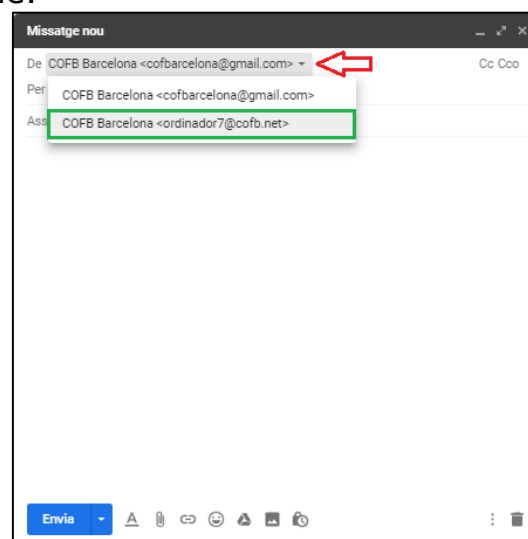 Missatge nou
De COFB Barcelona <cofbarcelona@gmail.com> Cc Cco
Per
COFB Barcelona <cofbarcelona@gmail.com>
Ass
COFB Barcelona <ordinador7@cofb.net>
Envia